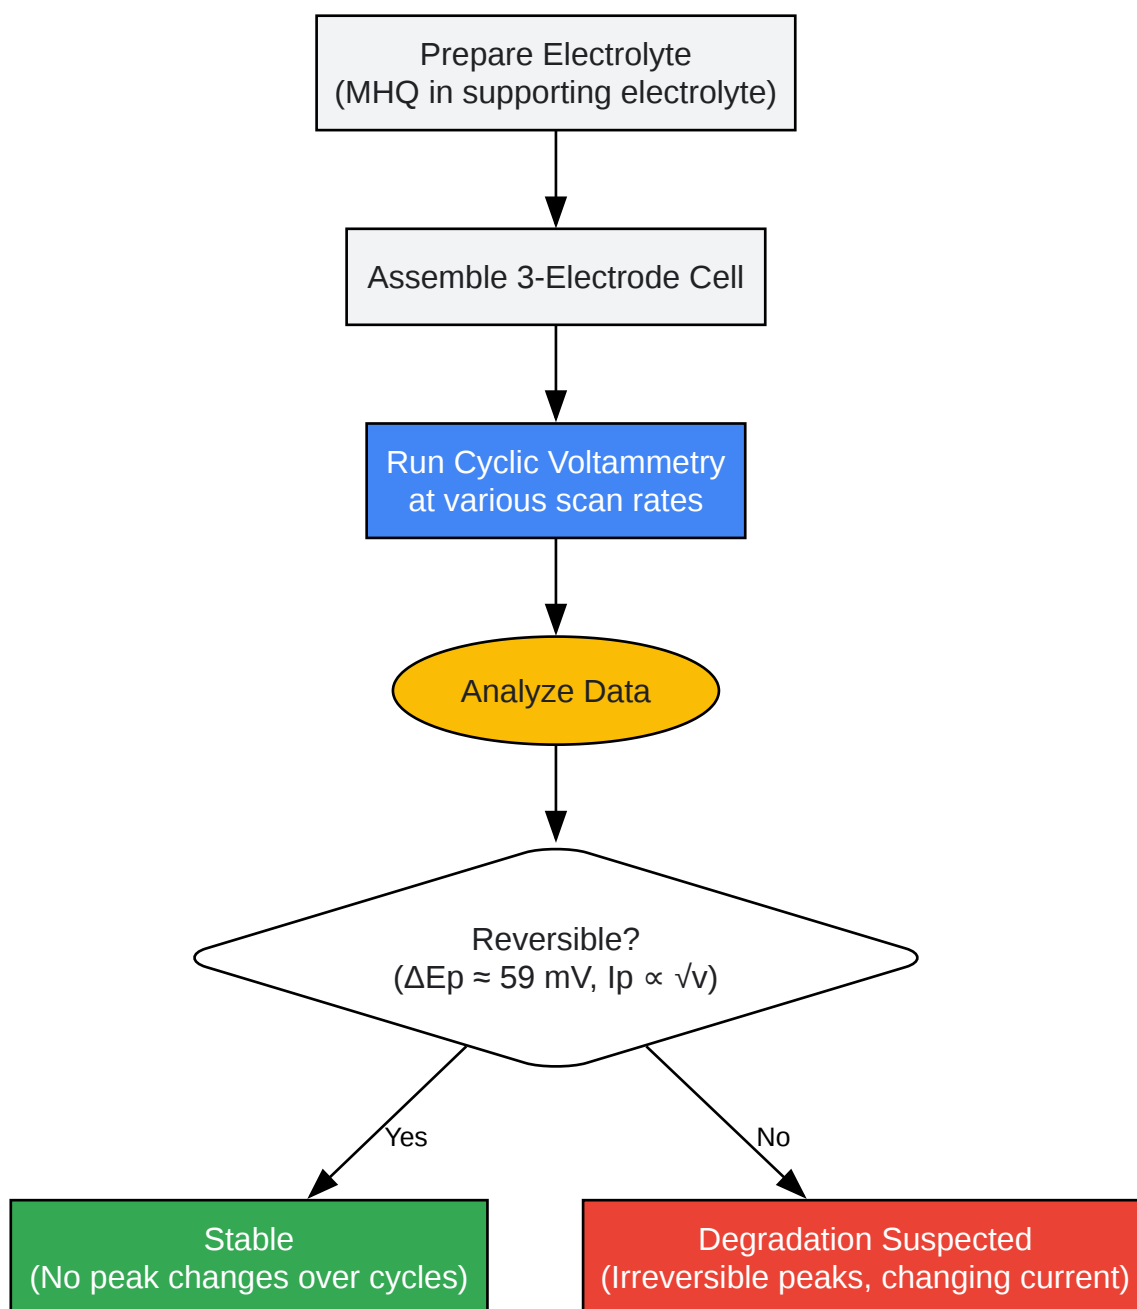 Prepare Electrolyte
(MHQ in supporting electrolyte)
Assemble 3-Electrode Cell
Run Cyclic Voltammetry
at various scan rates
Analyze Data
Reversible?
(ΔEp ≈ 59 mV, Ip ∝ √v)
Yes
No
Stable
(No peak changes over cycles)
Degradation Suspected
(Irreversible peaks, changing current)